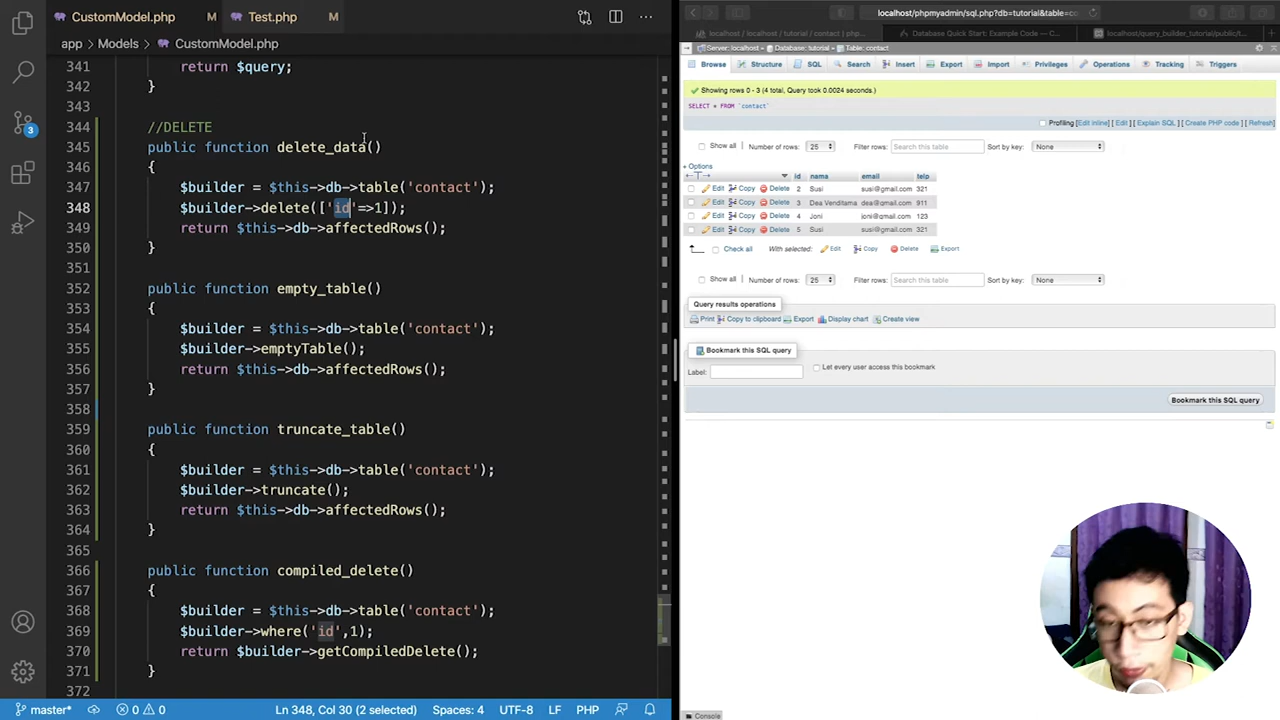 CustomModel.php M Test.php M
app > Models > CustomModel.php
341 return $query;
342 }
343
344 //DELETE
345 public function delete_data()
346 {
347 $builder = $this->db->table('contact');
348 $builder->delete(['id'=>1]);
349 return $this->db->affectedRows();
350 }
351
352 public function empty_table()
353 {
354 $builder = $this->db->table('contact');
355 $builder->emptyTable();
356 return $this->db->affectedRows();
357 }
358
359 public function truncate_table()
360 {
361 $builder = $this->db->table('contact');
362 $builder->truncate();
363 return $this->db->affectedRows();
364 }
365
366 public function compiled_delete()
367 {
368 $builder = $this->db->table('contact');
369 $builder->where('id',1);
370 return $builder->getCompiledDelete();
371 }
372
3
master* 0 0 Ln 348, Col 30 (2 selected) Spaces: 4 UTF-8 LF PHP
localhost/phpmyadmin/sql.php?db=tutorial&table=co...
localhost / localhost / tutorial / contact | php... Database Quick Start: Example Code — C... localhost/query_builder_tutorial/public/t...
Server: localhost » Database: tutorial » Table: contact
Browse Structure SQL Search Insert Export Import Privileges Operations Tracking Triggers
Showing rows 0 - 3 (4 total, Query took 0.0024 seconds.)
SELECT * FROM `contact`
Profiling [Edit inline] [ Edit ] [ Explain SQL ] [ Create PHP code ] [ Refresh]
Show all | Number of rows: 25 Filter rows: Search this table Sort by key: None
+ Options
id nama email telp
Edit Copy Delete 2 Susi susi@gmail.com 321
Edit Copy Delete 3 Dea Venditama dea@gmail.com 911
Edit Copy Delete 4 Joni joni@gmail.com 123
Edit Copy Delete 5 Susi susi@gmail.com 321
Check all With selected: Edit Copy Delete Export
Show all | Number of rows: 25 Filter rows: Search this table Sort by key: None
Query results operations
Print Copy to clipboard Export Display chart Create view
Bookmark this SQL query
Label: Let every user access this bookmark
Bookmark this SQL query
Console